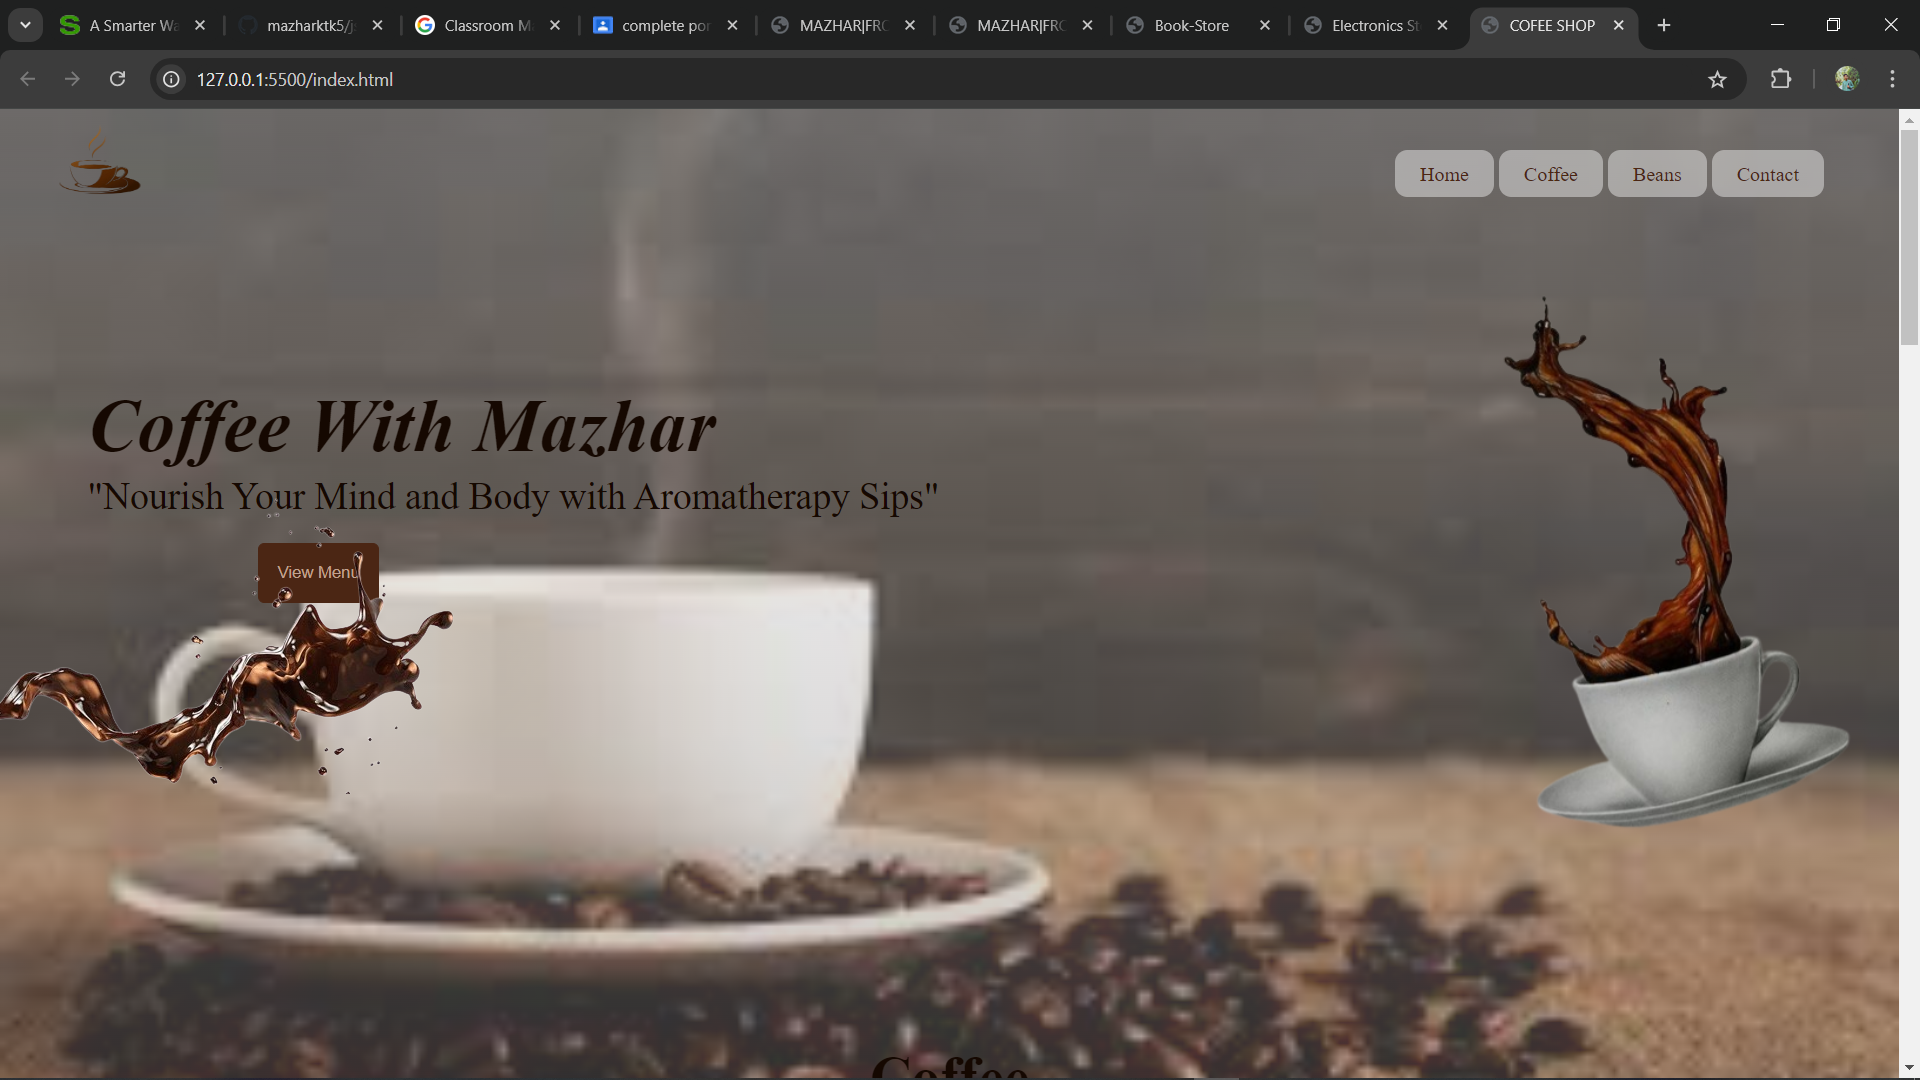 A Smarter Wa
mazharktk5/j
Classroom M
complete por
MAZHAR|FRO
MAZHAR|FRO
Book-Store
Electronics St
COFEE SHOP
127.0.0.1:5500/index.html
Home
Coffee
Beans
Contact
Coffee With Mazhar
"Nourish Your Mind and Body with Aromatherapy Sips"
View Menu
Coffee